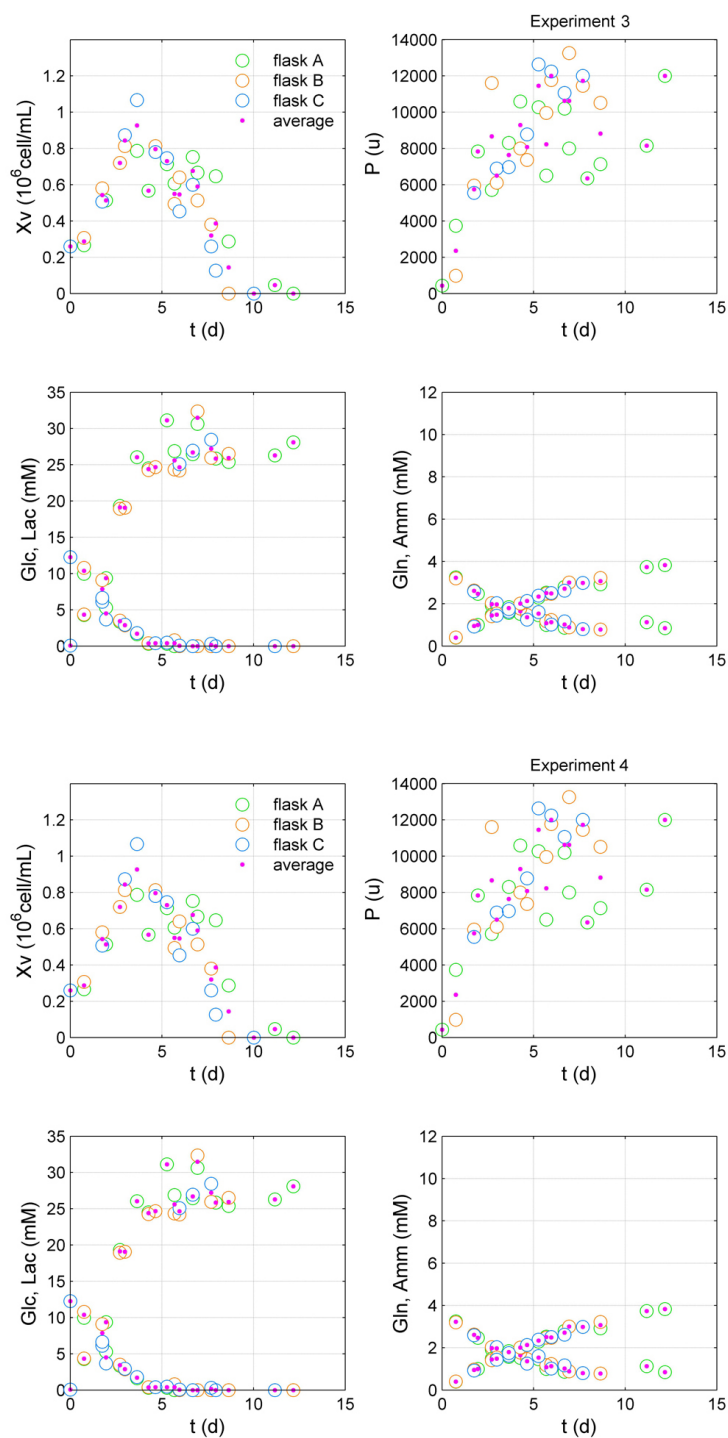 Experiment 3
1.2
1
0.8
0.6
0.4
0.2
0
Xv (10^6cell/mL)
flask A
flask B
flask C
average
0 5 10 15
t (d)
14000
12000
10000
8000
6000
4000
2000
0
P (u)
0 5 10 15
t (d)
35
30
25
20
15
10
5
0
Glc, Lac (mM)
0 5 10 15
t (d)
12
10
8
6
4
2
0
Gln, Amm (mM)
0 5 10 15
t (d)
Experiment 4
1.2
1
0.8
0.6
0.4
0.2
0
Xv (10^6cell/mL)
flask A
flask B
flask C
average
0 5 10 15
t (d)
14000
12000
10000
8000
6000
4000
2000
0
P (u)
0 5 10 15
t (d)
35
30
25
20
15
10
5
0
Glc, Lac (mM)
0 5 10 15
t (d)
12
10
8
6
4
2
0
Gln, Amm (mM)
0 5 10 15
t (d)